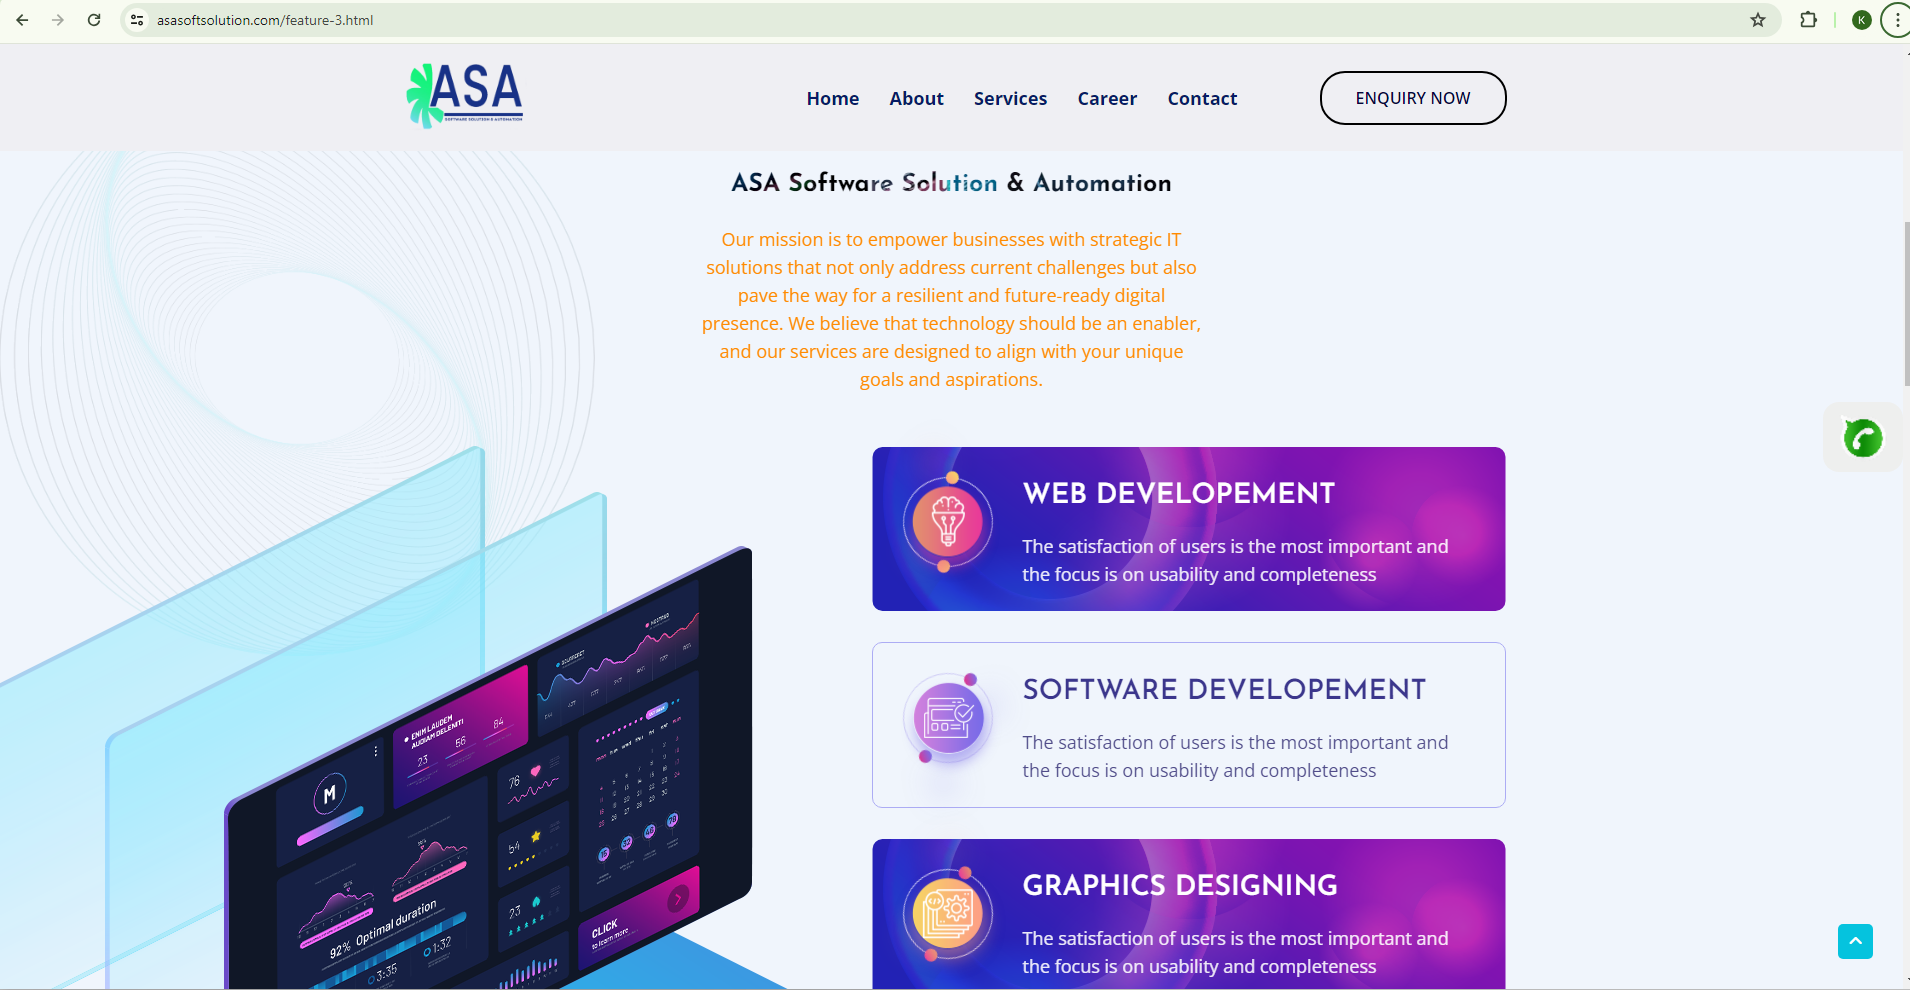 asasoftsolution.com/feature-3.html
K
ASA
SOFTWARE SOLUTION & AUTOMATION
Home About Services Career Contact
ENQUIRY NOW
ASA Software Solution & Automation
Our mission is to empower businesses with strategic IT
solutions that not only address current challenges but also
pave the way for a resilient and future-ready digital
presence. We believe that technology should be an enabler,
and our services are designed to align with your unique
goals and aspirations.
WEB DEVELOPEMENT
The satisfaction of users is the most important and
the focus is on usability and completeness
SOFTWARE DEVELOPEMENT
The satisfaction of users is the most important and
the focus is on usability and completeness
GRAPHICS DESIGNING
The satisfaction of users is the most important and
the focus is on usability and completeness
ENIM LAUDEM
AUDIAM DELENITI
23 56 84
M
76
54
23
92% Optimal duration
3:35
1:32
CLICK
to learn more